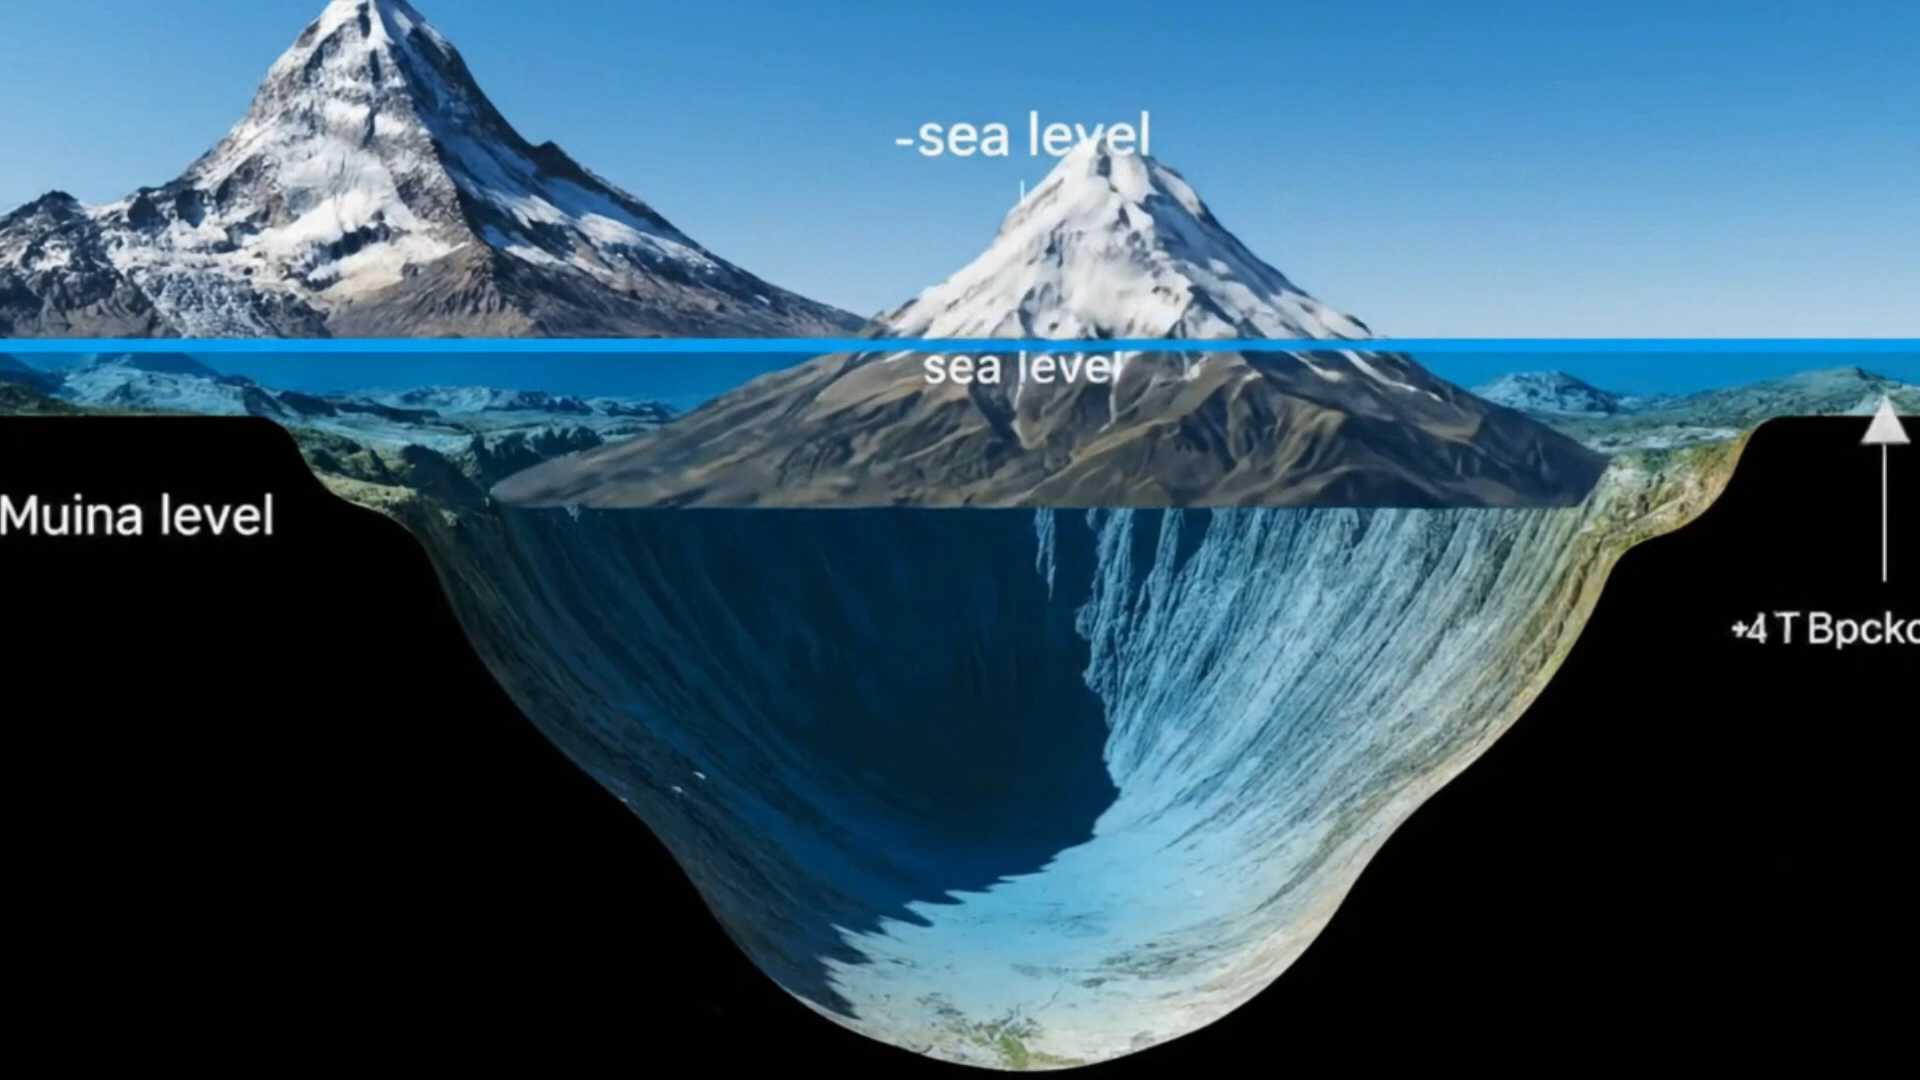 -sea level
sea level
Muina level
+4 T Bpckc